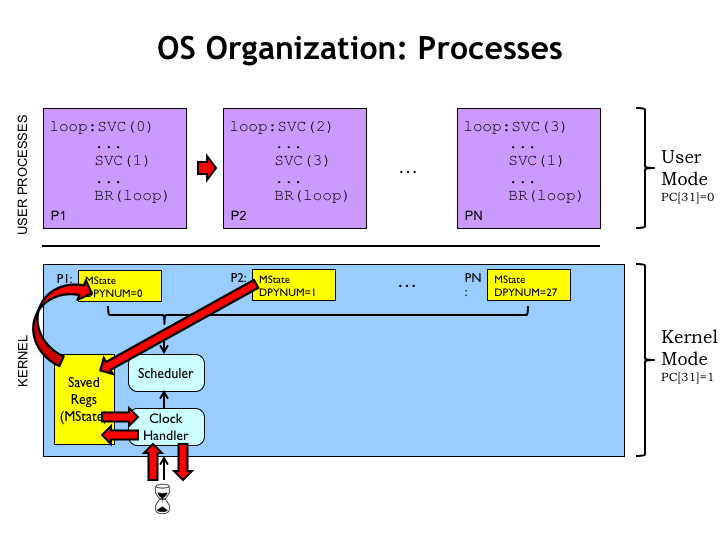 OS Organization: Processes
USER PROCESSES
loop:SVC(0)
...
SVC(1)
...
BR(loop)
P1
loop:SVC(2)
...
SVC(3)
...
BR(loop)
P2
...
loop:SVC(3)
...
SVC(1)
...
BR(loop)
PN
User
Mode
PC[31]=0
KERNEL
P1:
MState
DPYNUM=0
P2:
MState
DPYNUM=1
...
PN
:
MState
DPYNUM=27
Saved
Regs
(MState)
Scheduler
Clock
Handler
Kernel
Mode
PC[31]=1